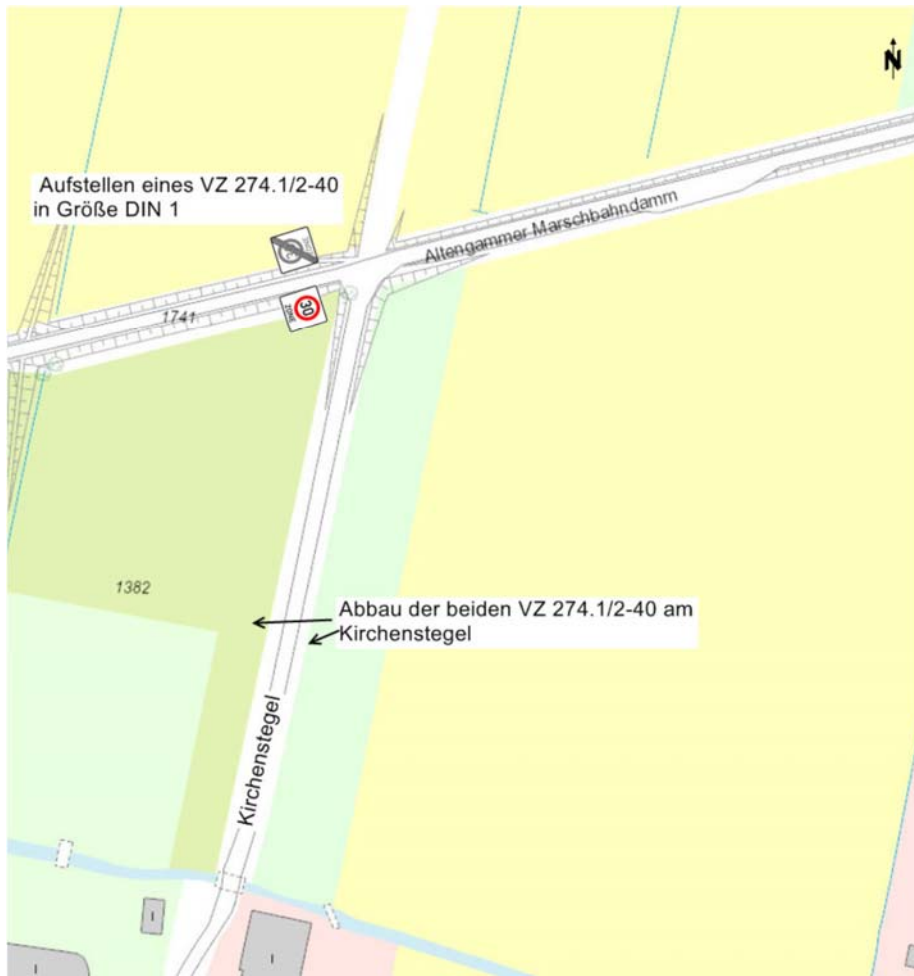 N
Aufstellen eines VZ 274.1/2-40
in Größe DIN 1
Altengammer Marschbahndamm
30
ZONE
1741
1382
Abbau der beiden VZ 274.1/2-40 am
Kirchenstegel
Kirchenstegel
I
I
I